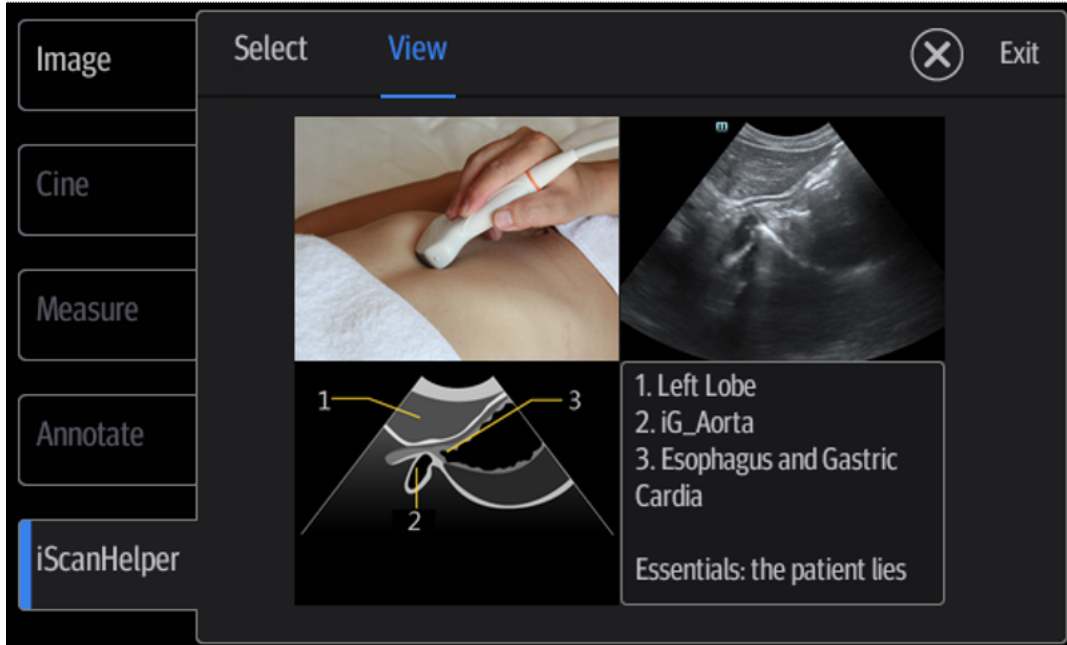 Image
Cine
Measure
Annotate
iScanHelper
Select
View
Exit
1
3
2
1. Left Lobe
2. iG_Aorta
3. Esophagus and Gastric
Cardia
Essentials: the patient lies